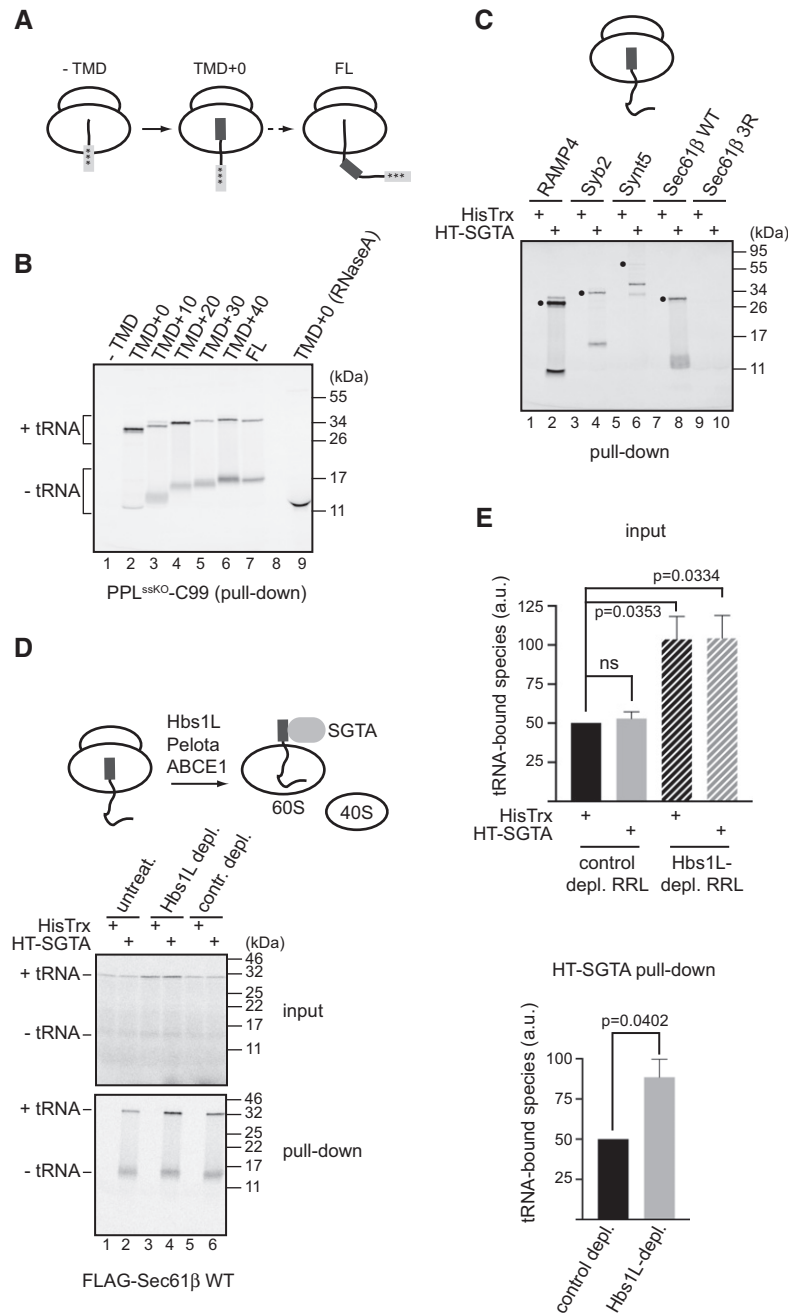 A
- TMD
TMD+0
FL
***
***
***
B
- TMD
TMD+0
TMD+10
TMD+20
TMD+30
TMD+40
FL
TMD+0 (RNaseA)
(kDa)
+ tRNA
- tRNA
55
34
26
17
11
1 2 3 4 5 6 7 8 9
PPLssKO-C99 (pull-down)
C
RAMP4
Syb2
Synt5
Sec61β WT
Sec61β 3R
HisTrx + + + + +
HT-SGTA + + + + + (kDa)
95
55
34
26
17
11
1 2 3 4 5 6 7 8 9 10
pull-down
D
Hbs1L
Pelota
ABCE1
SGTA
60S
40S
untreat.
Hbs1L depl.
contr. depl.
HisTrx + + +
HT-SGTA + + + (kDa)
+ tRNA
- tRNA
46
32
25
22
17
11
input
+ tRNA
- tRNA
46
32
25
22
17
11
pull-down
1 2 3 4 5 6
FLAG-Sec61β WT
E
input
p=0.0334
p=0.0353
ns
tRNA-bound species (a.u.)
125
100
75
50
25
HisTrx + +
HT-SGTA + +
control depl. RRL
Hbs1L-depl. RRL
HT-SGTA pull-down
p=0.0402
tRNA-bound species (a.u.)
100
75
50
25
control depl.
Hbs1L-depl.